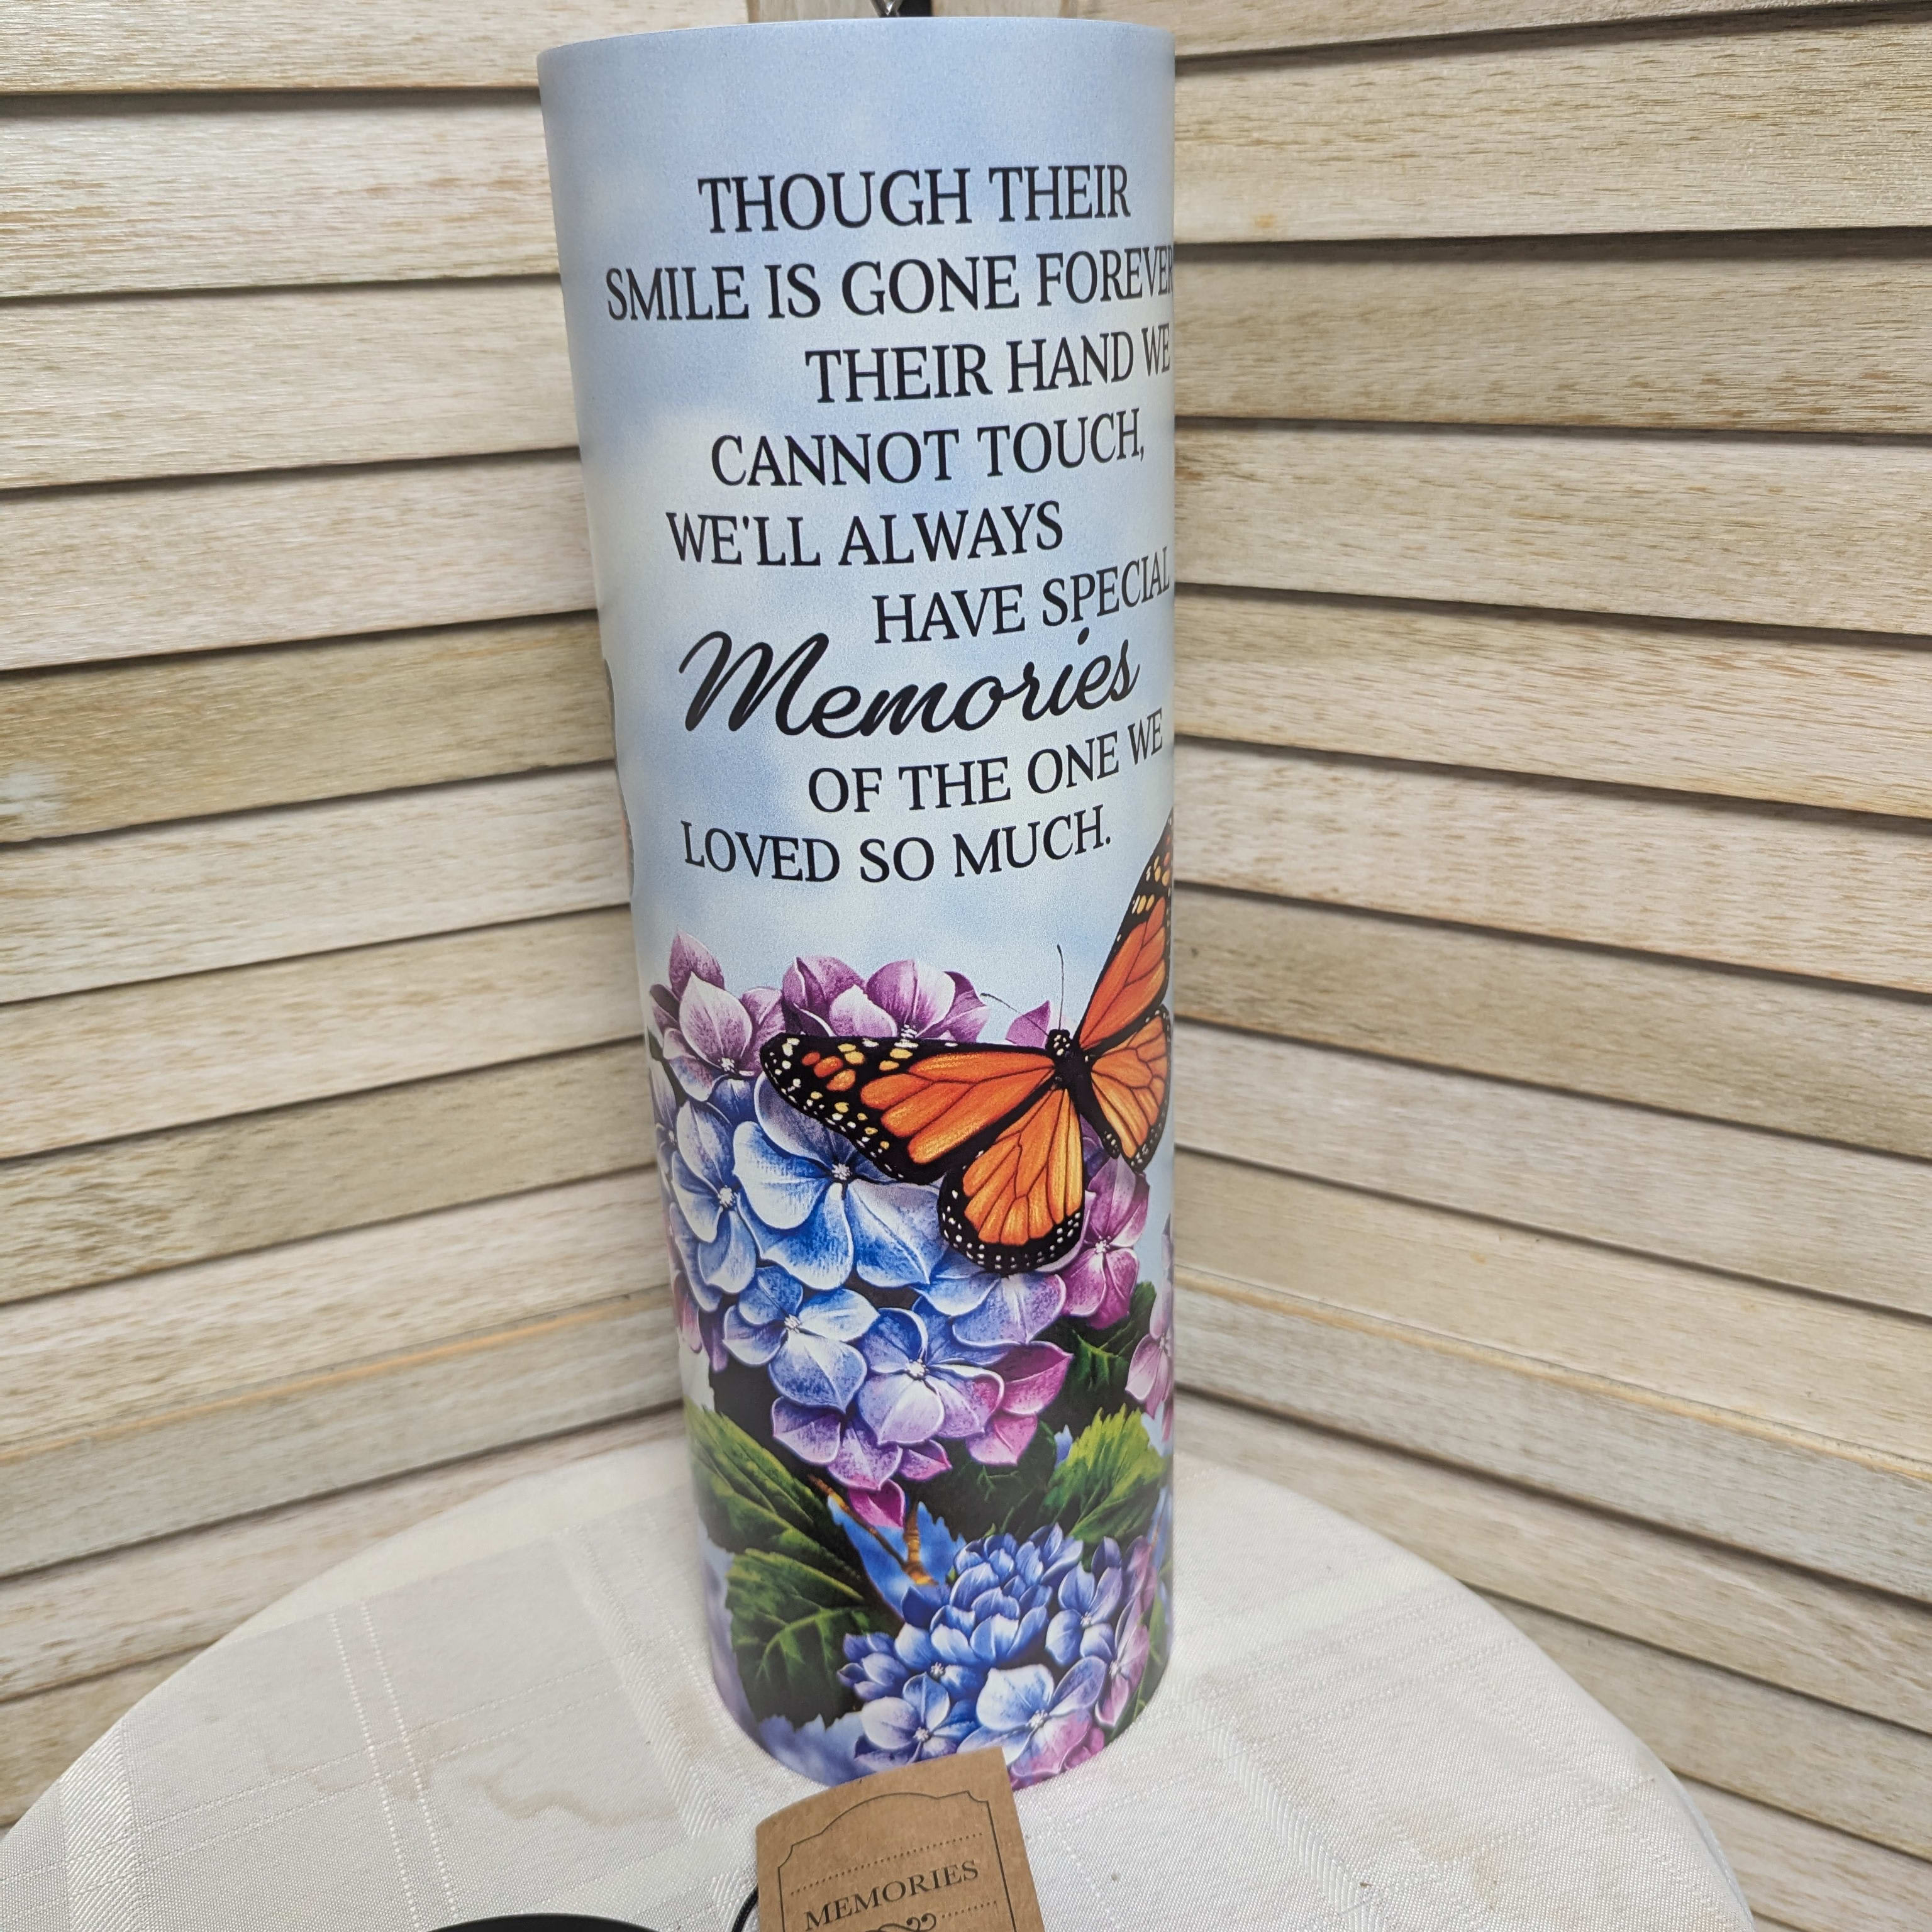 THOUGH THEIR
SMILE IS GONE FOREVER
THEIR HAND WE
CANNOT TOUCH,
WE'LL ALWAYS
HAVE SPECIAL
Memories
OF THE ONE WE
LOVED SO MUCH.
MEMORIES